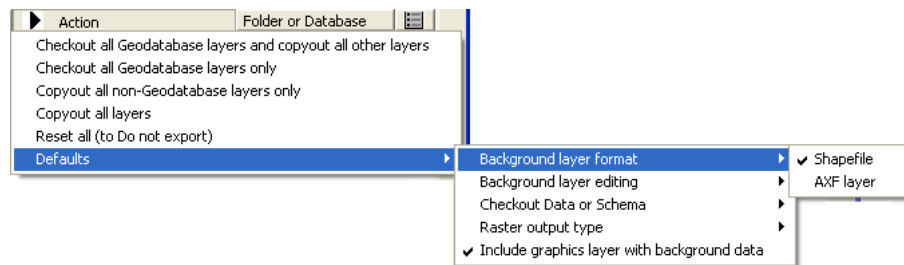 Action Folder or Database
Checkout all Geodatabase layers and copyout all other layers
Checkout all Geodatabase layers only
Copyout all non-Geodatabase layers only
Copyout all layers
Reset all (to Do not export)
Defaults
Background layer format
Background layer editing
Checkout Data or Schema
Raster output type
Include graphics layer with background data
Shapefile
AXF layer